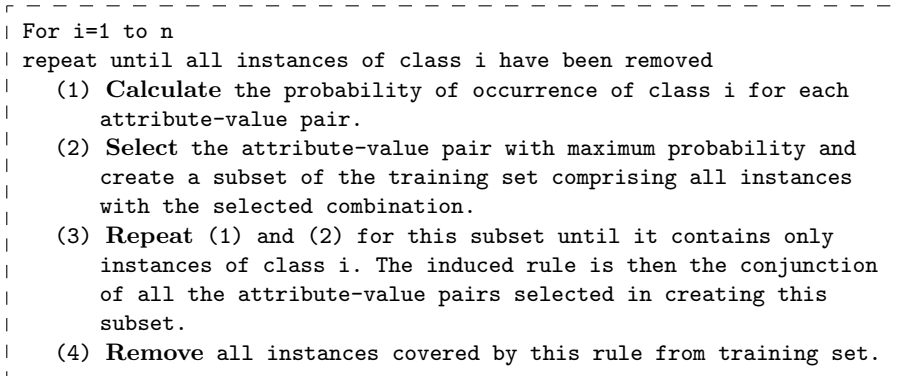 For i=1 to n
repeat until all instances of class i have been removed
(1) Calculate the probability of occurrence of class i for each
attribute-value pair.
(2) Select the attribute-value pair with maximum probability and
create a subset of the training set comprising all instances
with the selected combination.
(3) Repeat (1) and (2) for this subset until it contains only
instances of class i. The induced rule is then the conjunction
of all the attribute-value pairs selected in creating this
subset.
(4) Remove all instances covered by this rule from training set.